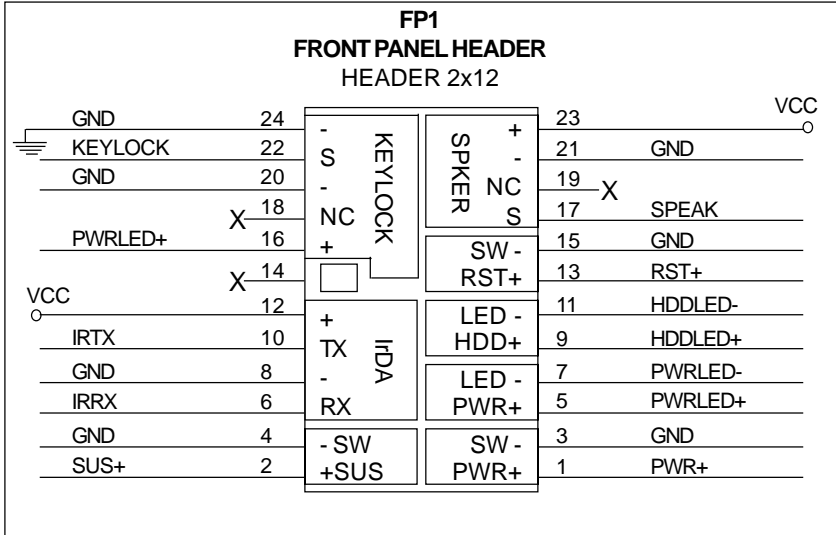 FP1
FRONT PANEL HEADER
HEADER 2x12
VCC
GND 24 - + 23
KEYLOCK 22 S - 21 GND
GND 20 - NC 19 X
X 18 NC S 17 SPEAK
PWRLED+ 16 + SW - 15 GND
X 14 RST+ 13 RST+
KEYLOCK
SPKER
VCC 12 + LED - 11 HDDLED-
IRTX 10 TX HDD+ 9 HDDLED+
GND 8 - LED - 7 PWRLED-
IRRX 6 RX PWR+ 5 PWRLED+
IrDA
GND 4 - SW SW - 3 GND
SUS+ 2 +SUS PWR+ 1 PWR+